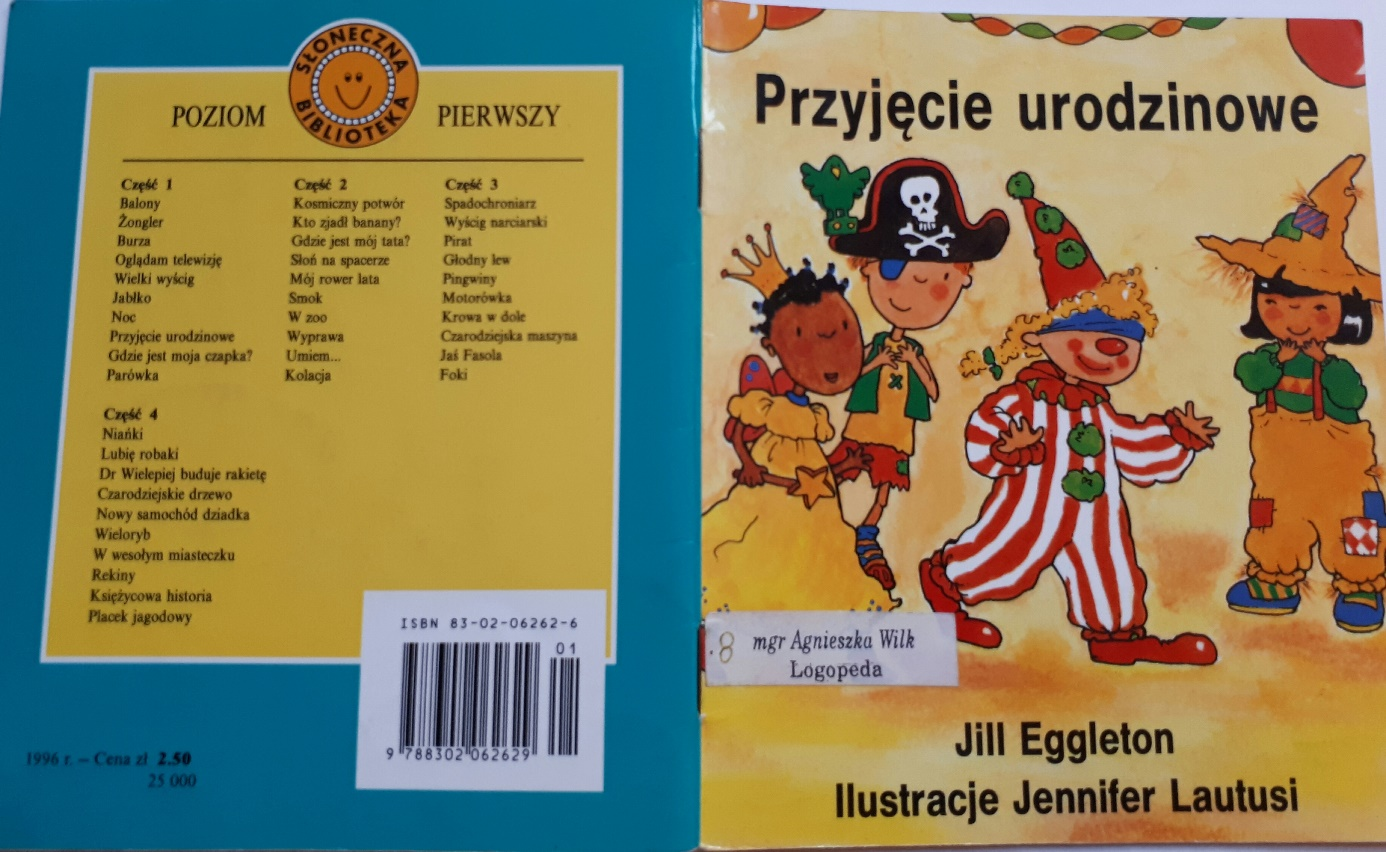 SŁONECZNA BIBLIOTEKA
POZIOM PIERWSZY
Część 1
Balony
Żongler
Burza
Oglądam telewizję
Wielki wyścig
Jabłko
Noc
Przyjęcie urodzinowe
Gdzie jest moja czapka?
Parówka
Część 2
Kosmiczny potwór
Kto zjadł banany?
Gdzie jest mój tata?
Słoń na spacerze
Mój rower lata
Smok
W zoo
Wyprawa
Umiem...
Kolacja
Część 3
Spadochroniarz
Wyścig narciarski
Pirat
Głodny lew
Pingwiny
Motorówka
Krowa w dole
Czarodziejska maszyna
Jaś Fasola
Foki
Część 4
Niańki
Lubię robaki
Dr Wielepiej buduje rakietę
Czarodziejskie drzewo
Nowy samochód dziadka
Wieloryb
W wesołym miasteczku
Rekiny
Księżycowa historia
Placek jagodowy
ISBN 83-02-06262-6
01
9 788302 062629
1996 r. – Cena zł 2.50
25 000
Przyjęcie urodzinowe
8 mgr Agnieszka Wilk
Logopeda
Jill Eggleton
Ilustracje Jennifer Lautusi